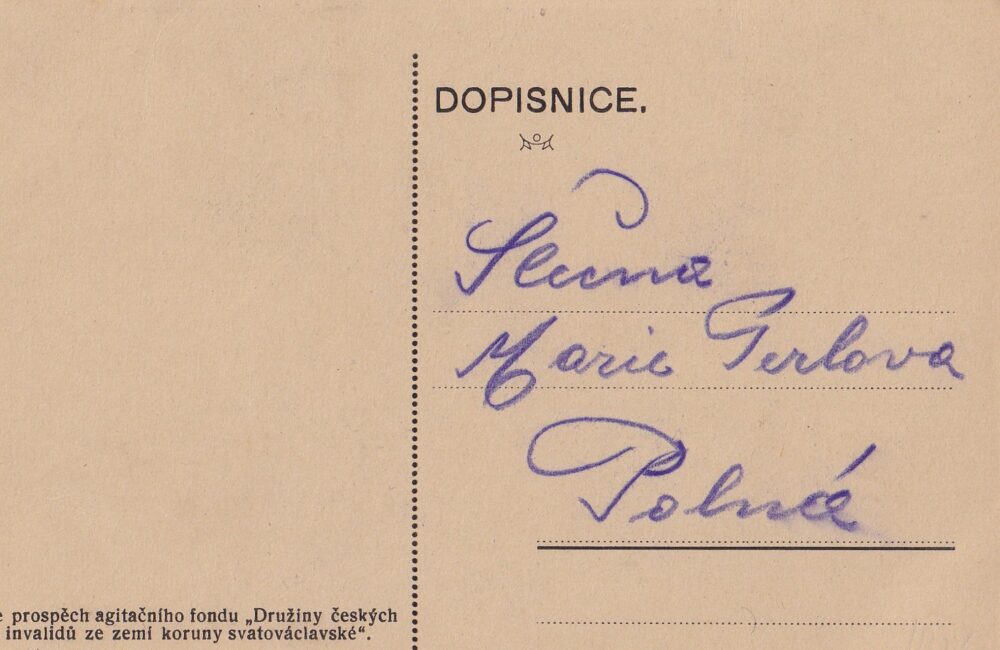 DOPISNICE.
Slečna
Marie Perlova
Polná
prospěch agitačního fondu „Družiny českých
invalidů ze zemí koruny svatováclavské“.